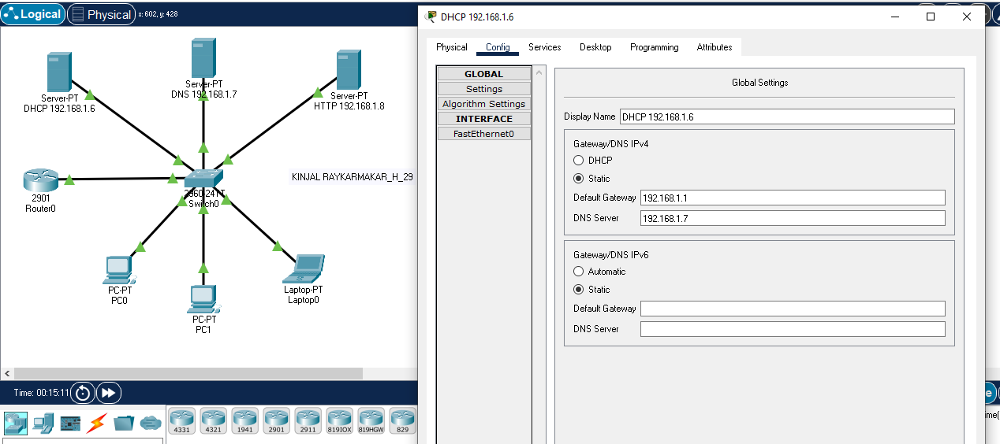 Logical
Physical
x: 602, y: 428
Server-PT
DHCP 192.168.1.6
Server-PT
DNS 192.168.1.7
Server-PT
HTTP 192.168.1.8
2901
Router0
2960-24TT
Switch0
KINJAL RAYKARMAKAR_H_29
PC-PT
PC0
PC-PT
PC1
Laptop-PT
Laptop0
Time: 00:15:11
4331
4321
1941
2901
2911
819IOX
819HGW
829
DHCP 192.168.1.6
Physical
Config
Services
Desktop
Programming
Attributes
GLOBAL
Settings
Algorithm Settings
INTERFACE
FastEthernet0
Global Settings
Display Name DHCP 192.168.1.6
Gateway/DNS IPv4
DHCP
Static
Default Gateway 192.168.1.1
DNS Server 192.168.1.7
Gateway/DNS IPv6
Automatic
Static
Default Gateway
DNS Server